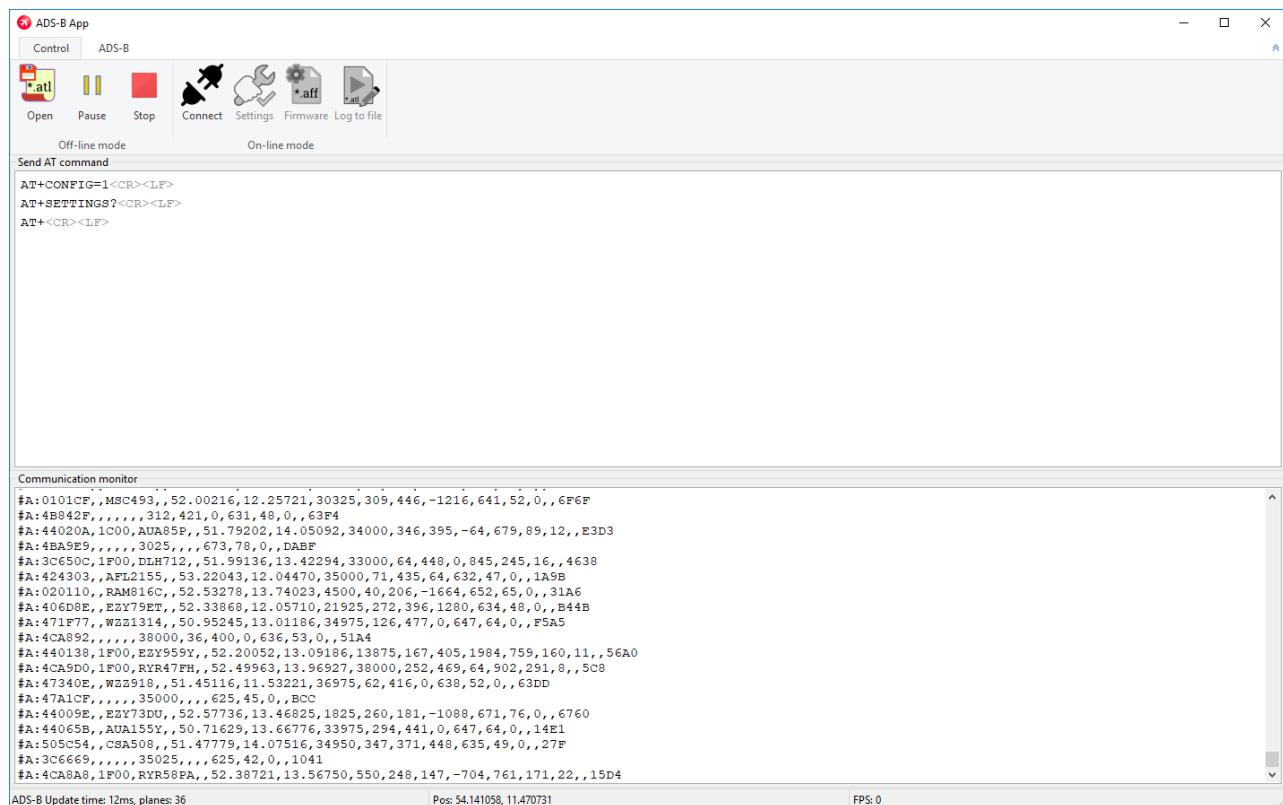 ADS-B App
Control ADS-B
*.atl *.aff *.atl
Open Pause Stop Connect Settings Firmware Log to file
Off-line mode On-line mode
Send AT command
AT+CONFIG=1<CR><LF>
AT+SETTINGS?<CR><LF>
AT+<CR><LF>
Communication monitor
#A:0101CF,,MSC493,,52.00216,12.25721,30325,309,446,-1216,641,52,0,,6F6F
#A:4B842F,,,,,,,312,421,0,631,48,0,,63F4
#A:44020A,1C00,AUA85P,,51.79202,14.05092,34000,346,395,-64,679,89,12,,E3D3
#A:4BA9E9,,,,,,3025,,,,673,78,0,,DABF
#A:3C650C,1F00,DLH712,,51.99136,13.42294,33000,64,448,0,845,245,16,,4638
#A:424303,,AFL2155,,53.22043,12.04470,35000,71,435,64,632,47,0,,1A9B
#A:020110,,RAM816C,,52.53278,13.74023,4500,40,206,-1664,652,65,0,,31A6
#A:406D8E,,EZY79ET,,52.33868,12.05710,21925,272,396,1280,634,48,0,,B44B
#A:471F77,,WZZ1314,,50.95245,13.01186,34975,126,477,0,647,64,0,,F5A5
#A:4CA892,,,,,,38000,36,400,0,636,53,0,,51A4
#A:440138,1F00,EZY959Y,,52.20052,13.09186,13875,167,405,1984,759,160,11,,56A0
#A:4CA9D0,1F00,RYR47FH,,52.49963,13.96927,38000,252,469,64,902,291,8,,5C8
#A:47340E,,WZZ918,,51.45116,11.53221,36975,62,416,0,638,52,0,,63DD
#A:47A1CF,,,,,,35000,,,,625,45,0,,BCC
#A:44009E,,EZY73DU,,52.57736,13.46825,1825,260,181,-1088,671,76,0,,6760
#A:44065B,,AUA155Y,,50.71629,13.66776,33975,294,441,0,647,64,0,,14E1
#A:505C54,,CSA508,,51.47779,14.07516,34950,347,371,448,635,49,0,,27F
#A:3C6669,,,,,,35025,,,,625,42,0,,1041
#A:4CA8A8,1F00,RYR58PA,,52.38721,13.56750,550,248,147,-704,761,171,22,,15D4
ADS-B Update time: 12ms, planes: 36 Pos: 54.141058, 11.470731 FPS: 0